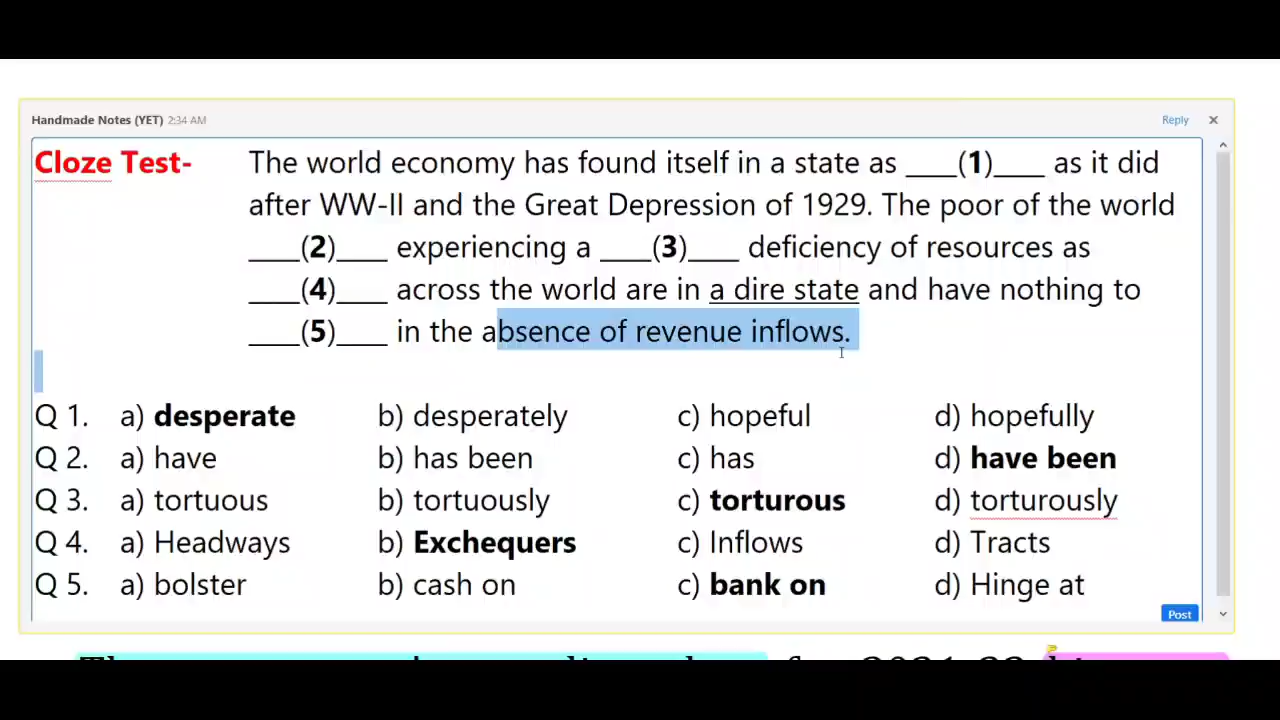 Handmade Notes (YET) 2:34 AM Reply
Cloze Test- The world economy has found itself in a state as ____(1)____ as it did
after WW-II and the Great Depression of 1929. The poor of the world
____(2)____ experiencing a ____(3)____ deficiency of resources as
____(4)____ across the world are in a dire state and have nothing to
____(5)____ in the absence of revenue inflows.
Q 1. a) desperate b) desperately c) hopeful d) hopefully
Q 2. a) have b) has been c) has d) have been
Q 3. a) tortuous b) tortuously c) torturous d) torturously
Q 4. a) Headways b) Exchequers c) Inflows d) Tracts
Q 5. a) bolster b) cash on c) bank on d) Hinge at
Post